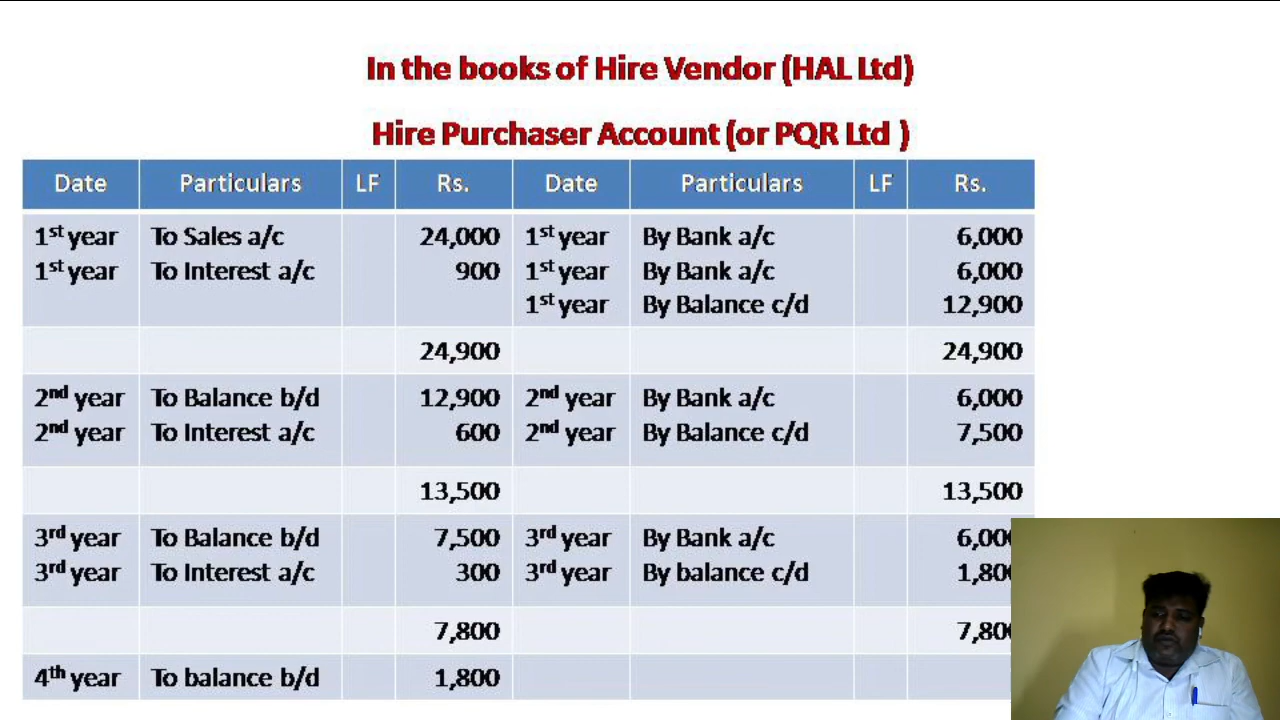 In the books of Hire Vendor (HAL Ltd)
Hire Purchaser Account (or PQR Ltd )
Date Particulars LF Rs. Date Particulars LF Rs.
1st year To Sales a/c 24,000 1st year By Bank a/c 6,000
1st year To Interest a/c 900 1st year By Bank a/c 6,000
1st year By Balance c/d 12,900
24,900 24,900
2nd year To Balance b/d 12,900 2nd year By Bank a/c 6,000
2nd year To Interest a/c 600 2nd year By Balance c/d 7,500
13,500 13,500
3rd year To Balance b/d 7,500 3rd year By Bank a/c
3rd year To Interest a/c 300 3rd year By balance c/d
7,800
4th year To balance b/d 1,800